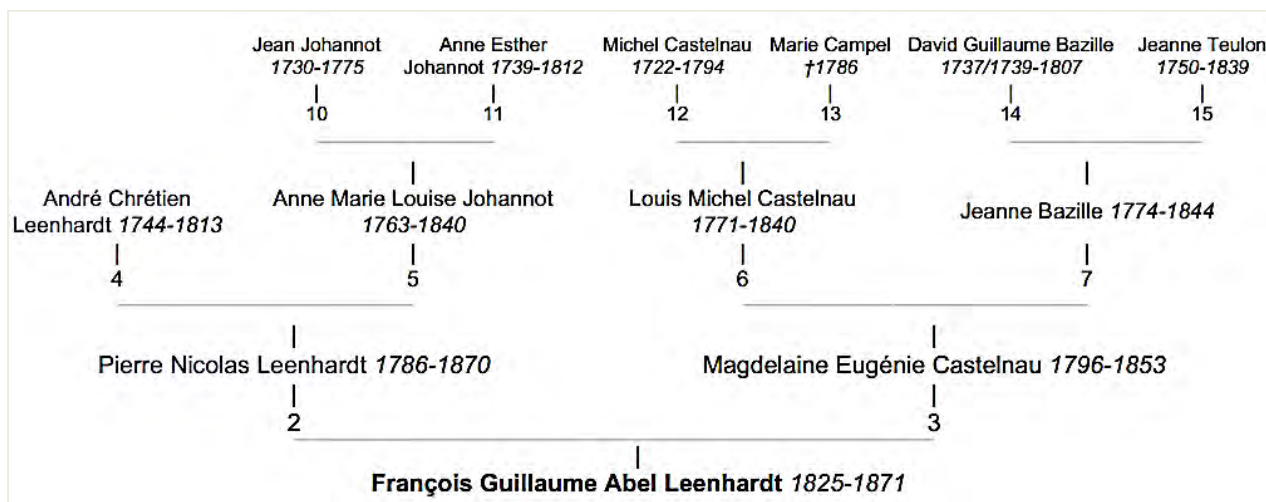 Jean Johannot Anne Esther Michel Castelnau Marie Campel David Guillaume Bazille Jeanne Teulon
1730-1775 Johannot 1739-1812 1722-1794 †1786 1737/1739-1807 1750-1839
10 11 12 13 14 15
André Chrétien Anne Marie Louise Johannot Louis Michel Castelnau Jeanne Bazille 1774-1844
Leenhardt 1744-1813 1763-1840 1771-1840
4 5 6 7
Pierre Nicolas Leenhardt 1786-1870 Magdelaine Eugénie Castelnau 1796-1853
2 3
François Guillaume Abel Leenhardt 1825-1871